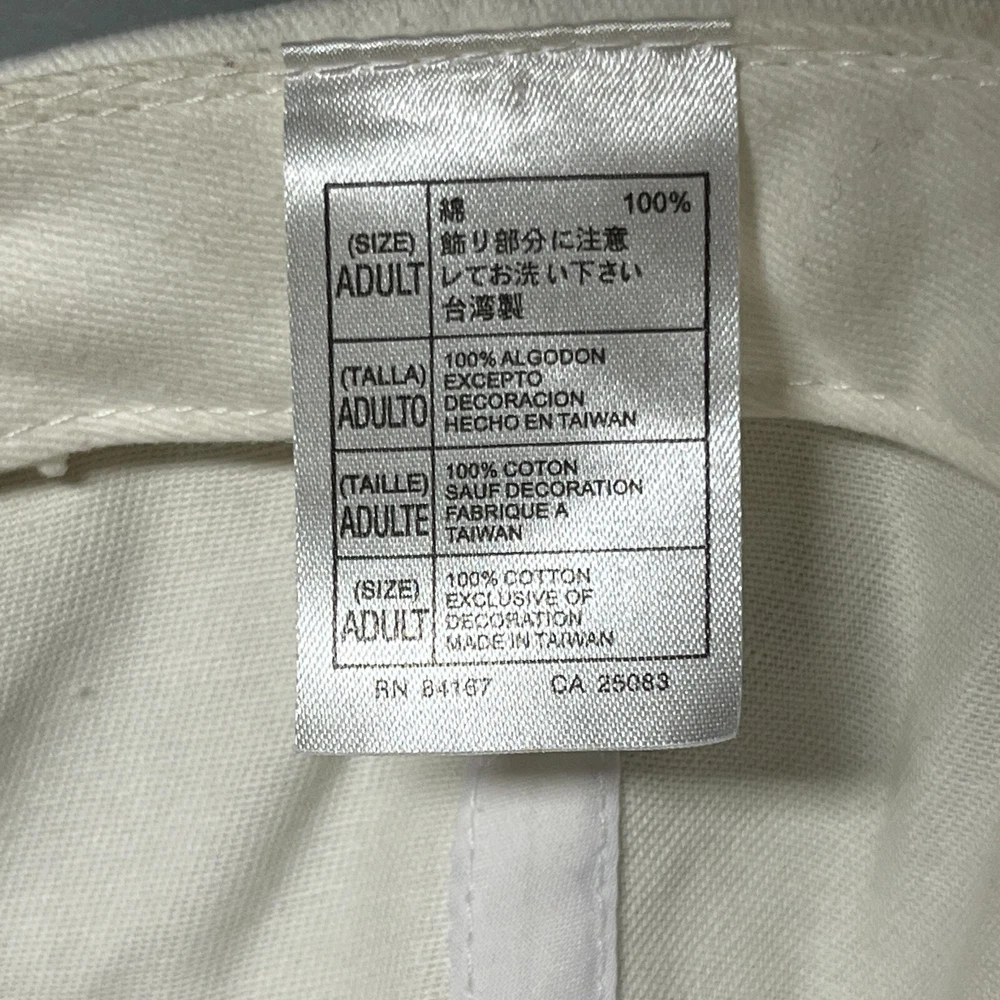 (SIZE)
ADULT
綿 100%
飾り部分に注意
レてお洗い下さい
台湾製
(TALLA)
ADULTO
100% ALGODON
EXCEPTO
DECORACION
HECHO EN TAIWAN
(TAILLE)
ADULTE
100% COTON
SAUF DECORATION
FABRIQUE A
TAIWAN
(SIZE)
ADULT
100% COTTON
EXCLUSIVE OF
DECORATION
MADE IN TAIWAN
RN 84167 CA 25083